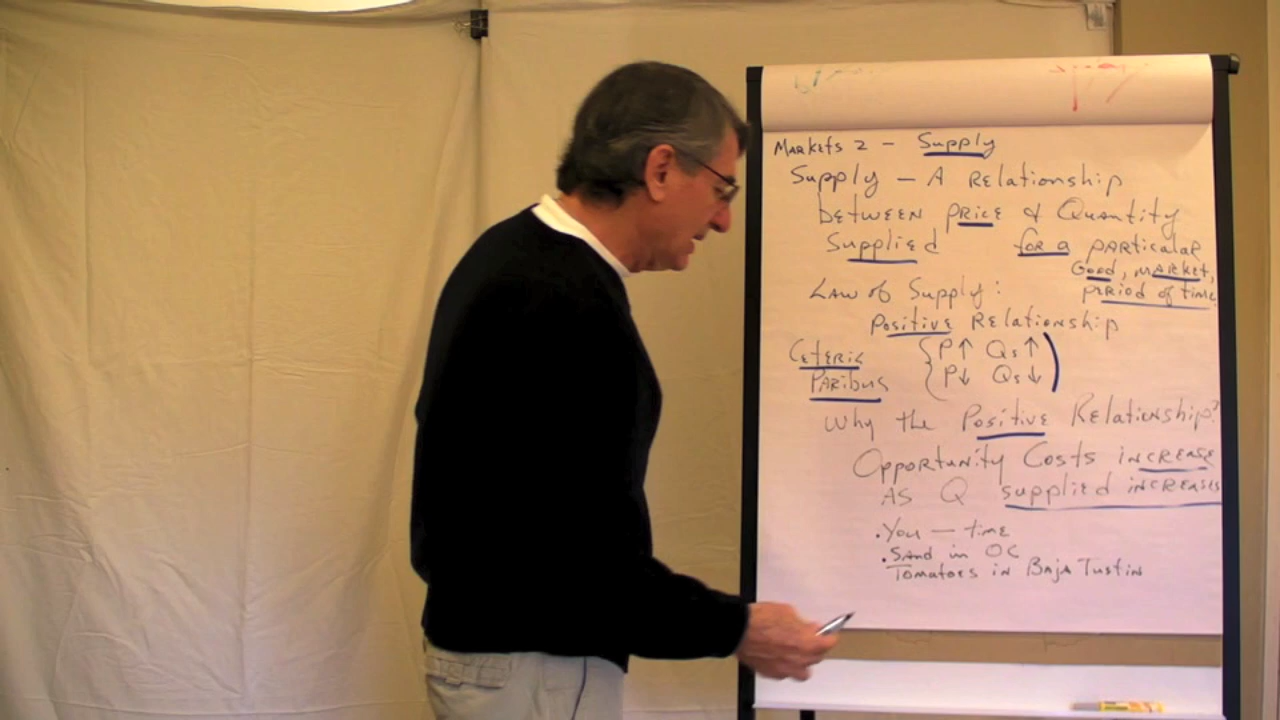 Markets 2 - Supply
Supply - A Relationship
between price & Quantity
Supplied for a particular
Good, market,
period of time
Law of Supply:
Positive Relationship
Ceteris
Paribus
P↑ Qs↑
P↓ Qs↓
Why the Positive Relationship?
Opportunity Costs increase
AS Q supplied increases
• You - time
• Sand in OC
Tomatoes in Baja Tustin